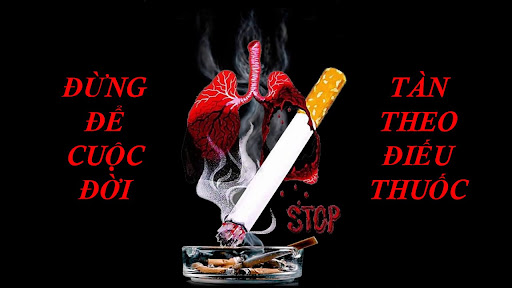 ĐỪNG
ĐỂ
CUỘC
ĐỜI
TÀN
THEO
ĐIẾU
THUỐC
STOP